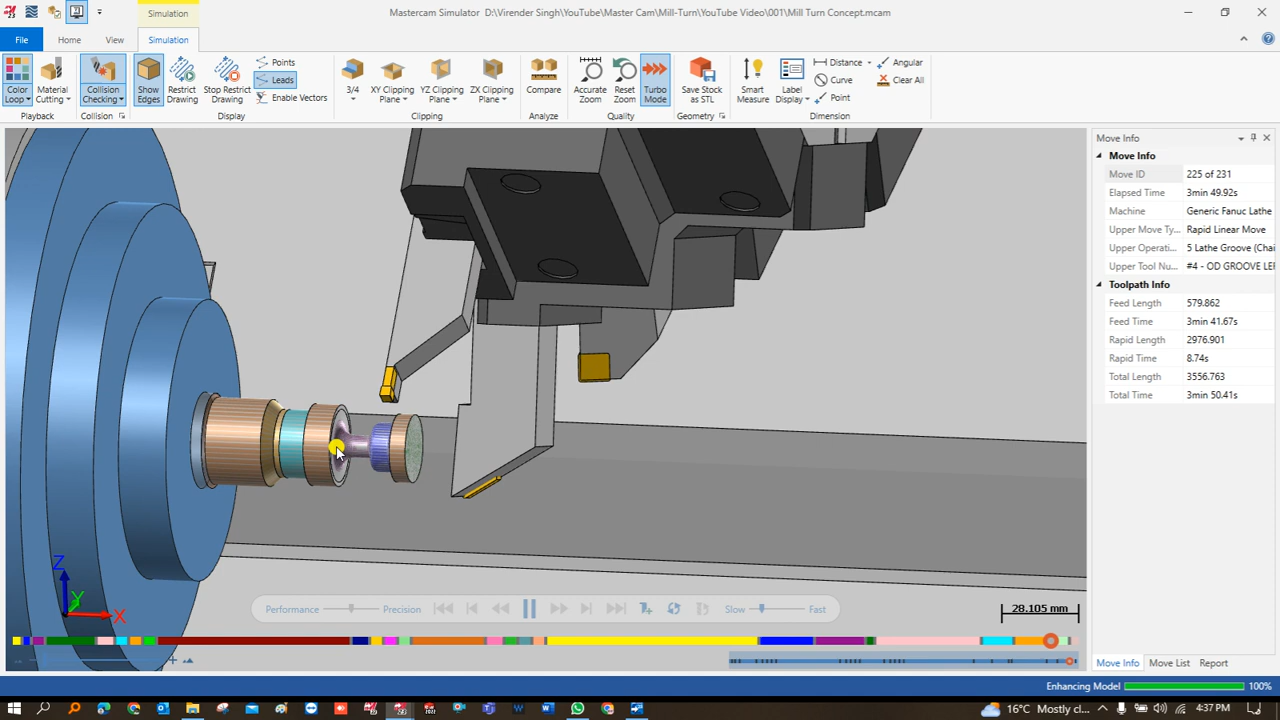 Simulation
Mastercam Simulator D:\Virender Singh\YouTube\Master Cam\Mill-Turn\YouTube Video\001\Mill Turn Concept.mcam
File Home View Simulation
Color Loop Material Cutting Collision Checking Show Edges Restrict Drawing Stop Restrict Drawing Points Leads Enable Vectors 3/4 XY Clipping Plane YZ Clipping Plane ZX Clipping Plane Compare Accurate Zoom Reset Zoom Turbo Mode Save Stock as STL Smart Measure Label Display Distance Curve Point Angular Clear All
Playback Collision Display Clipping Analyze Quality Geometry Dimension
Move Info
Move Info
Move ID 225 of 231
Elapsed Time 3min 49.92s
Machine Generic Fanuc Lathe
Upper Move Ty... Rapid Linear Move
Upper Operati... 5 Lathe Groove (Chai
Upper Tool Nu... #4 - OD GROOVE LEF
Toolpath Info
Feed Length 579.862
Feed Time 3min 41.67s
Rapid Length 2976.901
Rapid Time 8.74s
Total Length 3556.763
Total Time 3min 50.41s
Z
Y
X
Performance Precision Slow Fast
28.105 mm
Move Info Move List Report
Enhancing Model 100%
16°C Mostly cl... 4:37 PM